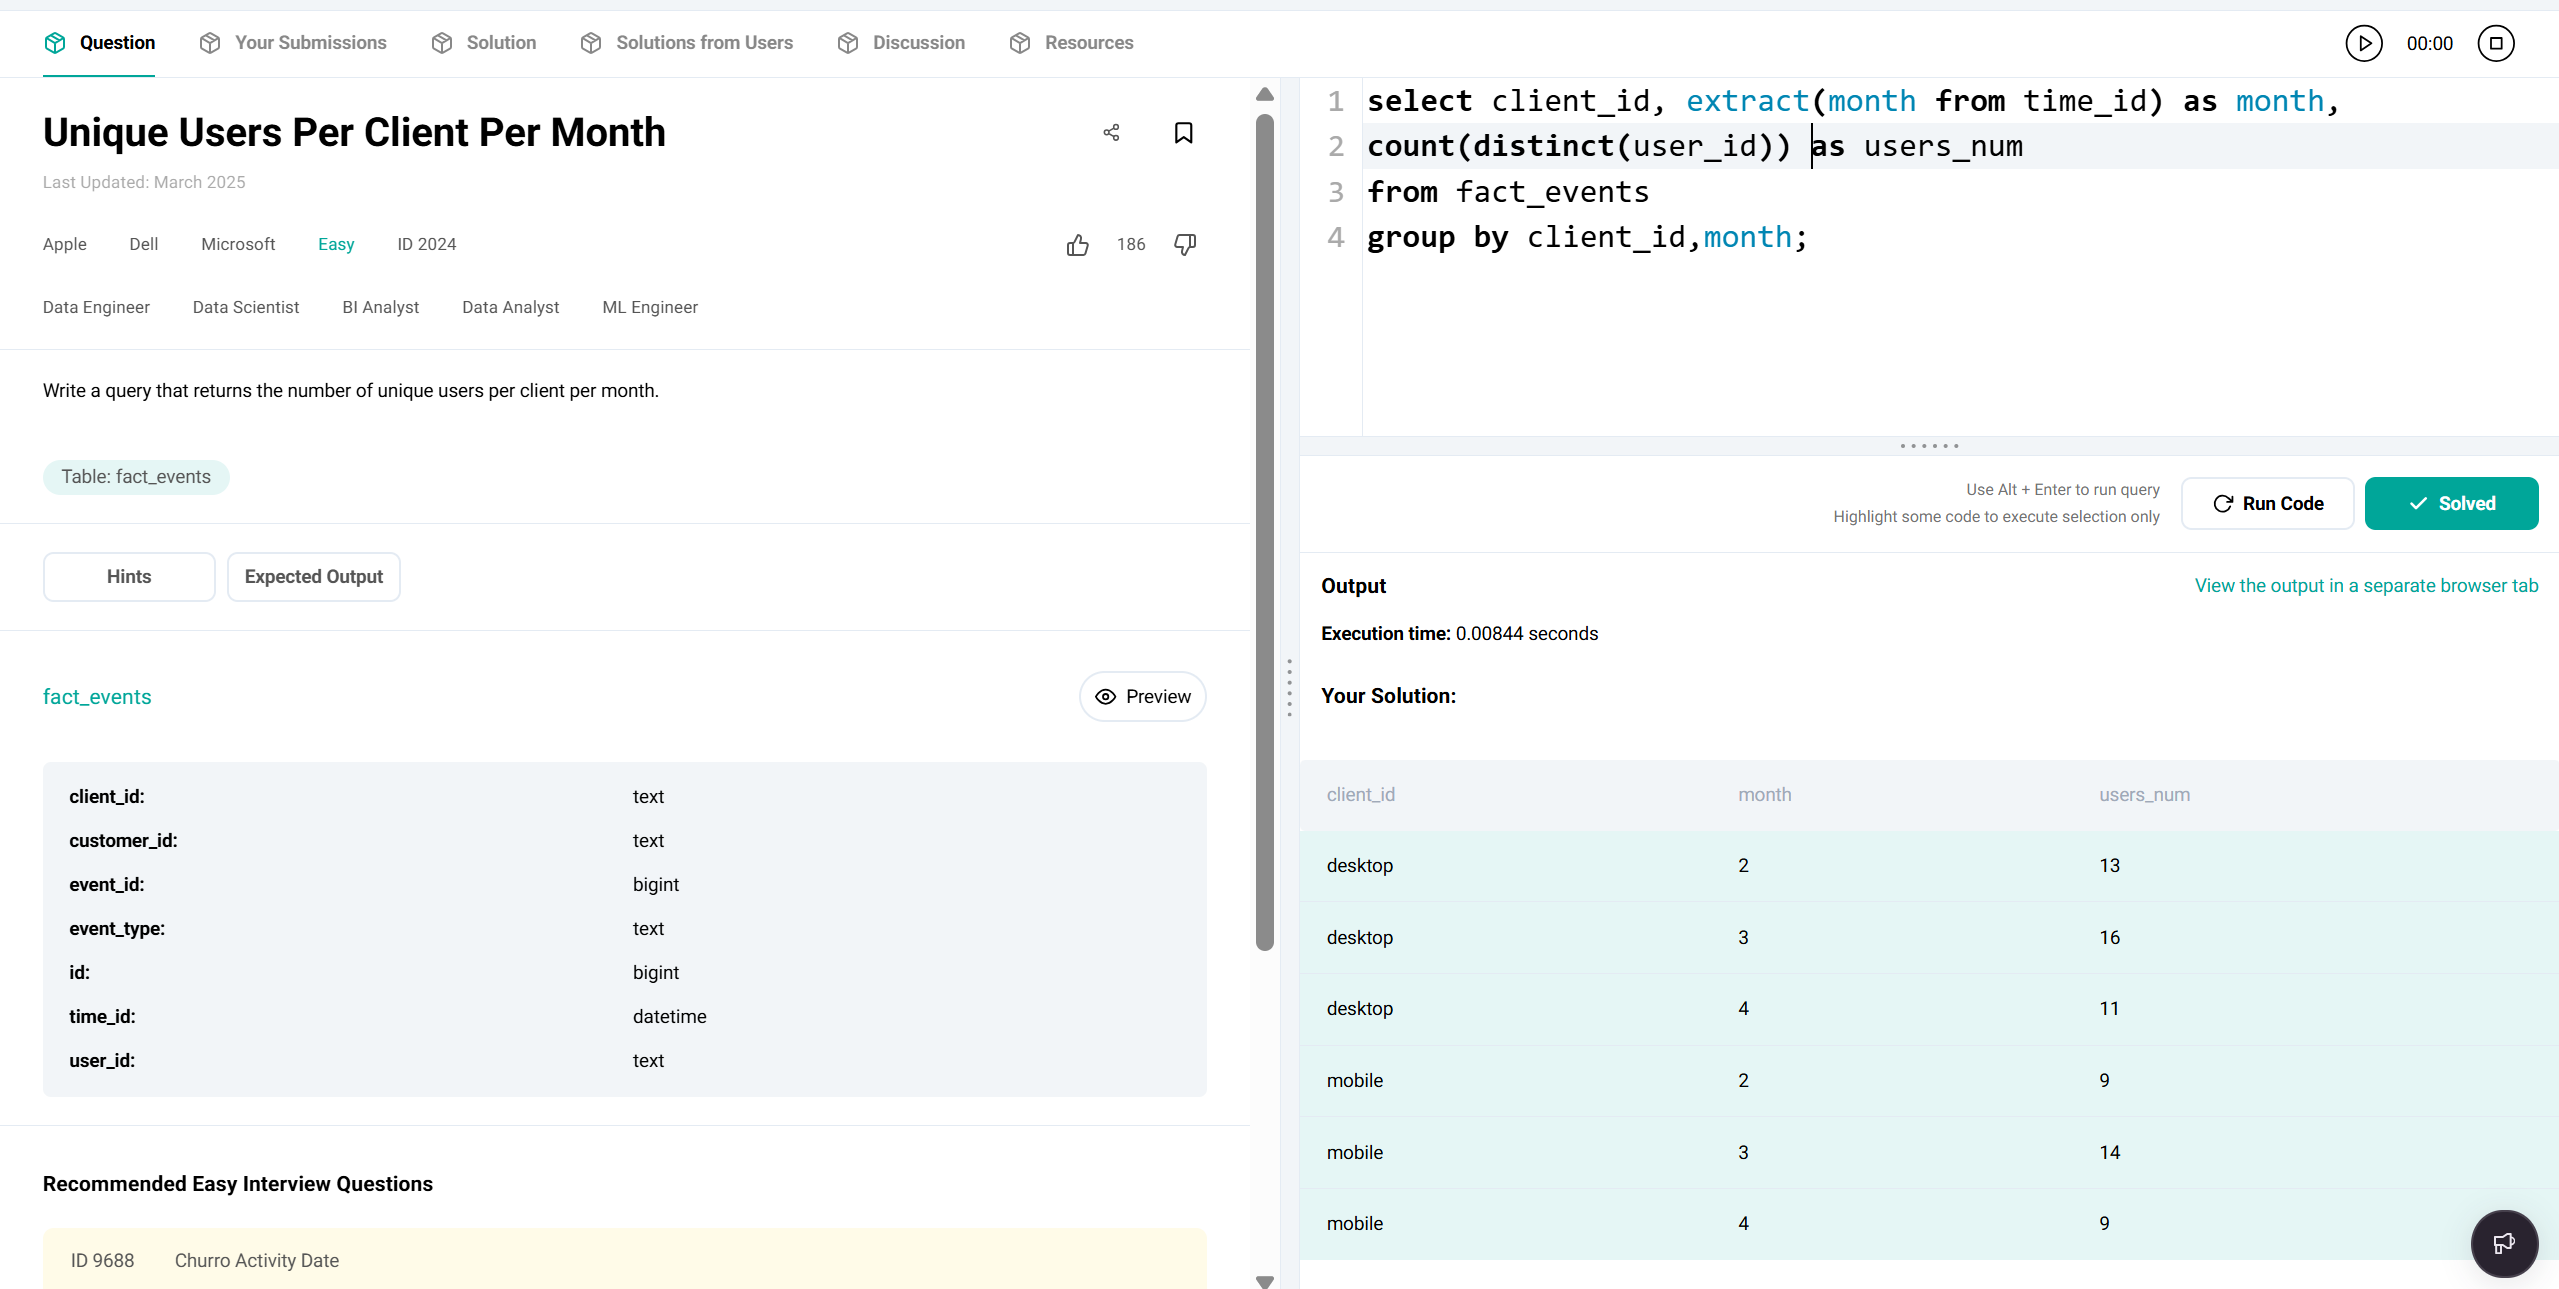 Question Your Submissions Solution Solutions from Users Discussion Resources 00:00
Unique Users Per Client Per Month
Last Updated: March 2025
Apple Dell Microsoft Easy ID 2024 186
Data Engineer Data Scientist BI Analyst Data Analyst ML Engineer
Write a query that returns the number of unique users per client per month.
Table: fact_events
Hints Expected Output
fact_events Preview
client_id: text
customer_id: text
event_id: bigint
event_type: text
id: bigint
time_id: datetime
user_id: text
Recommended Easy Interview Questions
ID 9688 Churro Activity Date
1 select client_id, extract(month from time_id) as month,
2 count(distinct(user_id)) as users_num
3 from fact_events
4 group by client_id,month;
Use Alt + Enter to run query
Highlight some code to execute selection only
Run Code Solved
Output View the output in a separate browser tab
Execution time: 0.00844 seconds
Your Solution:
client_id month users_num
desktop 2 13
desktop 3 16
desktop 4 11
mobile 2 9
mobile 3 14
mobile 4 9